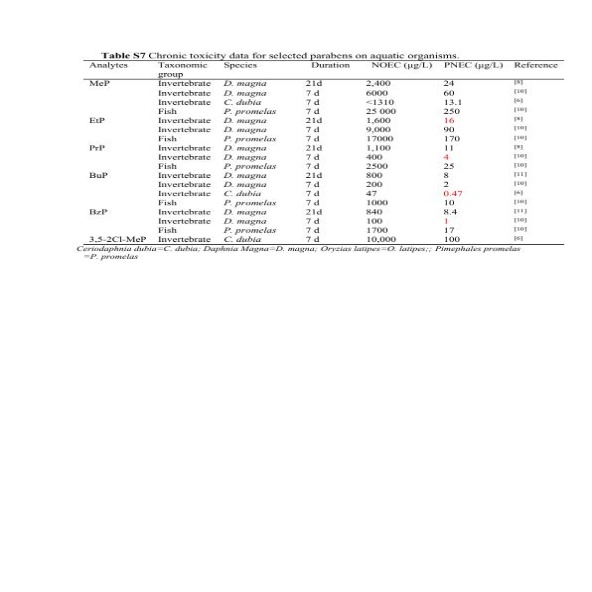 Table S7 Chronic toxicity data for selected parabens on aquatic organisms.
Analytes Taxonomic group Species Duration NOEC (μg/L) PNEC (μg/L) Reference
MeP Invertebrate D. magna 21d 2,400 24 [8]
Invertebrate D. magna 7 d 6000 60 [10]
Invertebrate C. dubia 7 d <1310 13.1 [6]
Fish P. promelas 7 d 25 000 250 [10]
EtP Invertebrate D. magna 21d 1,600 16
Invertebrate D. magna 7 d 9,000 90 [10]
Fish P. promelas 7 d 17000 170 [10]
PrP Invertebrate D. magna 21d 1,100 11
Invertebrate D. magna 7 d 400 4 [10]
Fish P. promelas 7 d 2500 25 [10]
BuP Invertebrate D. magna 21d 800 8 [11]
Invertebrate D. magna 7 d 200 2 [10]
Invertebrate C. dubia 7 d 47 0.47 [6]
Fish P. promelas 7 d 1000 10 [10]
BzP Invertebrate D. magna 21d 840 8.4 [11]
Invertebrate D. magna 7 d 100 1 [10]
Fish P. promelas 7 d 1700 17 [10]
3,5-2Cl-MeP Invertebrate C. dubia 7 d 10,000 100 [6]
Ceriodaphnia dubia=C. dubia; Daphnia Magna=D. magna; Oryzias latipes=O. latipes;; Pimephales promelas
=P. promelas